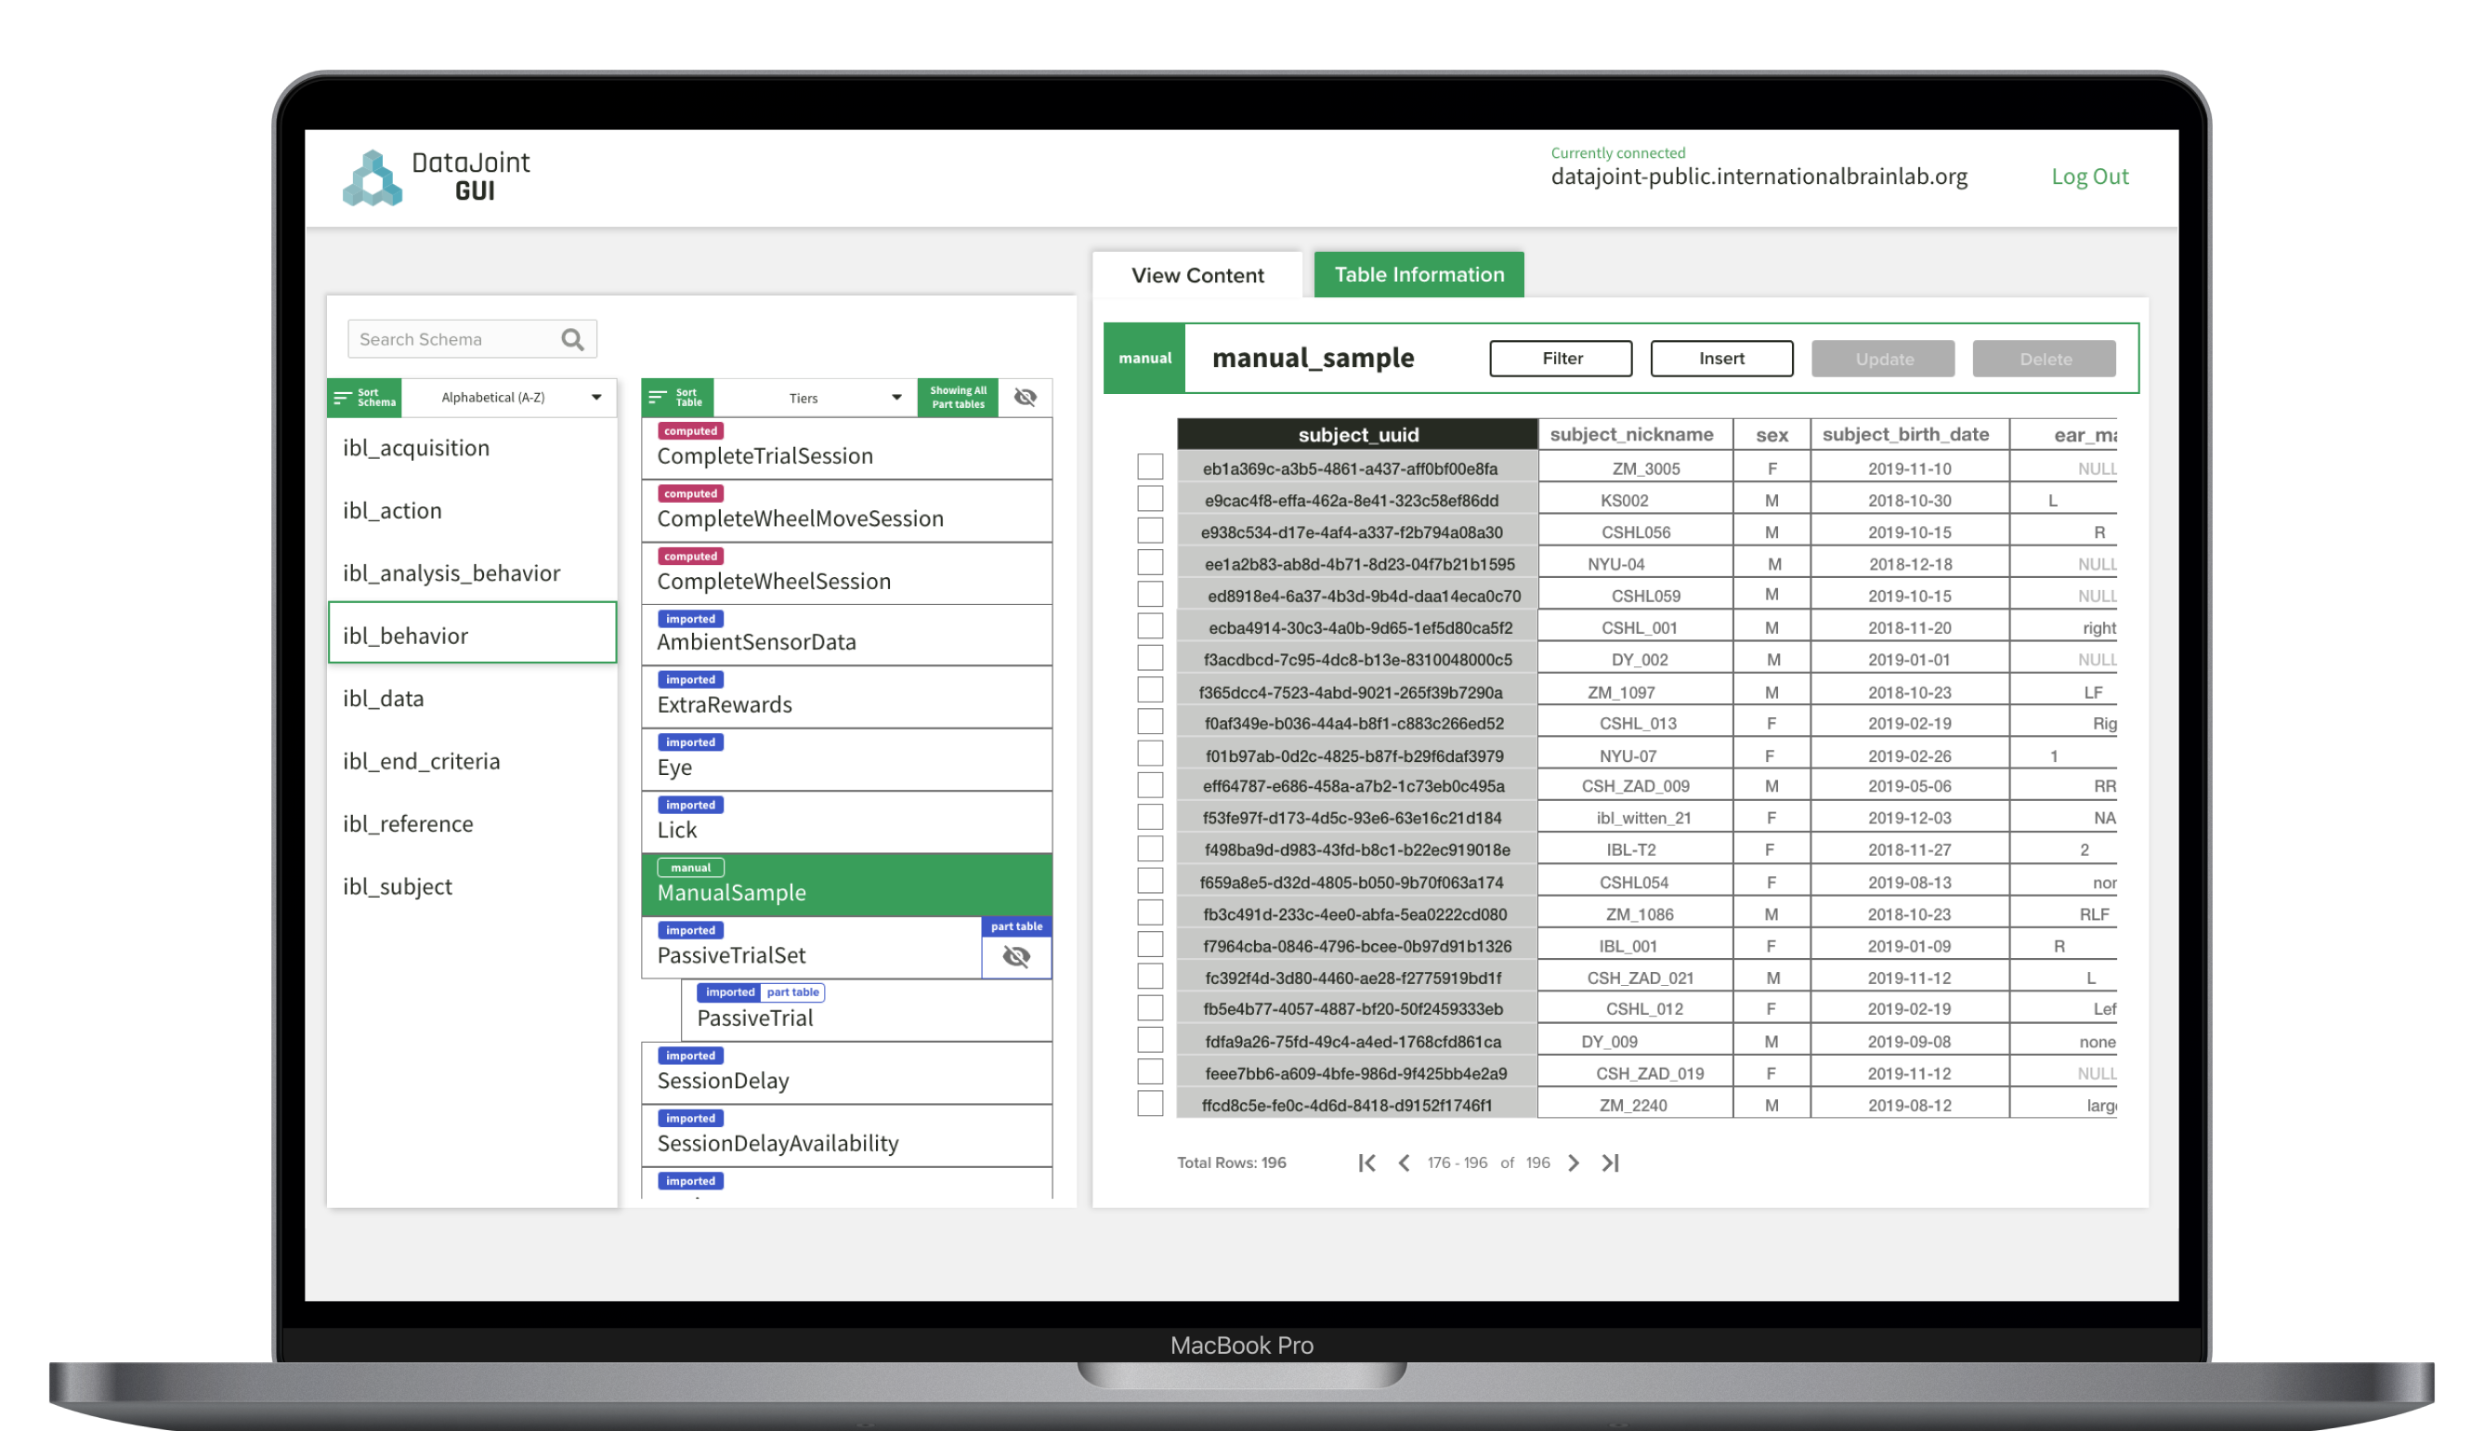 DataJoint
GUI
Currently connected
datajoint-public.internationalbrainlab.org
Log Out
View Content
Table Information
Search Schema
Sort
Schema
Alphabetical (A-Z)
ibl_acquisition
ibl_action
ibl_analysis_behavior
ibl_behavior
ibl_data
ibl_end_criteria
ibl_reference
ibl_subject
Sort
Table
Tiers
Showing All
Part tables
computed
CompleteTrialSession
computed
CompleteWheelMoveSession
computed
CompleteWheelSession
imported
AmbientSensorData
imported
ExtraRewards
imported
Eye
imported
Lick
manual
ManualSample
imported
part table
PassiveTrialSet
imported part table
PassiveTrial
imported
SessionDelay
imported
SessionDelayAvailability
imported
manual
manual_sample
Filter
Insert
Update
Delete
subject_uuid subject_nickname sex subject_birth_date ear_ma
eb1a369c-a3b5-4861-a437-aff0bf00e8fa ZM_3005 F 2019-11-10 NULL
e9cac4f8-effa-462a-8e41-323c58ef86dd KS002 M 2018-10-30 L
e938c534-d17e-4af4-a337-f2b794a08a30 CSHL056 M 2019-10-15 R
ee1a2b83-ab8d-4b71-8d23-04f7b21b1595 NYU-04 M 2018-12-18 NULL
ed8918e4-6a37-4b3d-9b4d-daa14eca0c70 CSHL059 M 2019-10-15 NULL
ecba4914-30c3-4a0b-9d65-1ef5d80ca5f2 CSHL_001 M 2018-11-20 right
f3acdbcd-7c95-4dc8-b13e-8310048000c5 DY_002 M 2019-01-01 NULL
f365dcc4-7523-4abd-9021-265f39b7290a ZM_1097 M 2018-10-23 LF
f0af349e-b036-44a4-b8f1-c883c266ed52 CSHL_013 F 2019-02-19 Rig
f01b97ab-0d2c-4825-b87f-b29f6daf3979 NYU-07 F 2019-02-26 1
eff64787-e686-458a-a7b2-1c73eb0c495a CSH_ZAD_009 M 2019-05-06 RR
f53fe97f-d173-4d5c-93e6-63e16c21d184 ibl_witten_21 F 2019-12-03 NA
f498ba9d-d983-43fd-b8c1-b22ec919018e IBL-T2 F 2018-11-27 2
f659a8e5-d32d-4805-b050-9b70f063a174 CSHL054 F 2019-08-13 nor
fb3c491d-233c-4ee0-abfa-5ea0222cd080 ZM_1086 M 2018-10-23 RLF
f7964cba-0846-4796-bcee-0b97d91b1326 IBL_001 F 2019-01-09 R
fc392f4d-3d80-4460-ae28-f2775919bd1f CSH_ZAD_021 M 2019-11-12 L
fb5e4b77-4057-4887-bf20-50f2459333eb CSHL_012 F 2019-02-19 Lef
fdfa9a26-75fd-49c4-a4ed-1768cfd861ca DY_009 M 2019-09-08 none
feee7bb6-a609-4bfe-986d-9f425bb4e2a9 CSH_ZAD_019 F 2019-11-12 NULL
ffcd8c5e-fe0c-4d6d-8418-d9152f1746f1 ZM_2240 M 2019-08-12 larg
Total Rows: 196
176 - 196 of 196
MacBook Pro